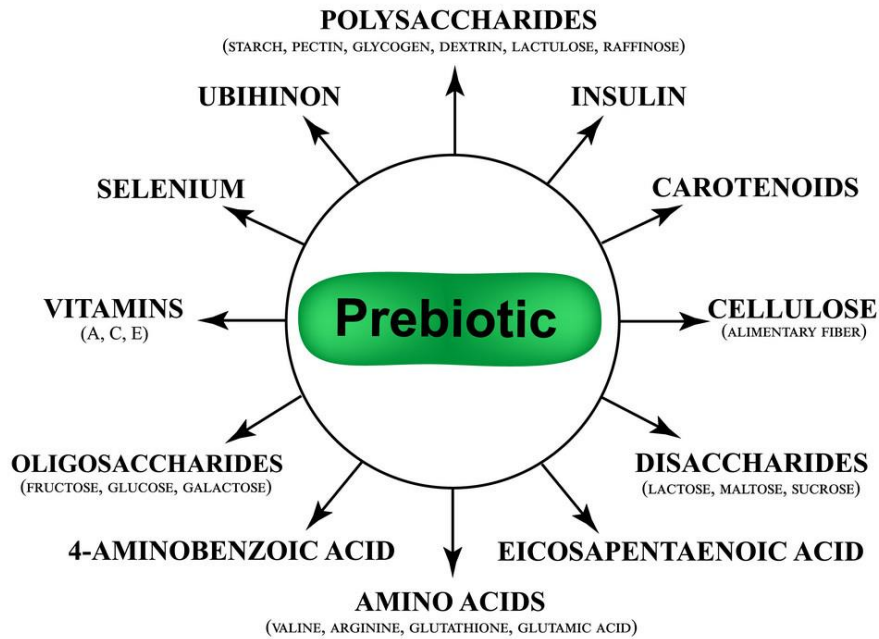 POLYSACCHARIDES
(STARCH, PECTIN, GLYCOGEN, DEXTRIN, LACTULOSE, RAFFINOSE)
UBIHINON
INSULIN
SELENIUM
CAROTENOIDS
VITAMINS
(A, C, E)
Prebiotic
CELLULOSE
(ALIMENTARY FIBER)
OLIGOSACCHARIDES
(FRUCTOSE, GLUCOSE, GALACTOSE)
DISACCHARIDES
(LACTOSE, MALTOSE, SUCROSE)
4-AMINOBENZOIC ACID
EICOSAPENTAENOIC ACID
AMINO ACIDS
(VALINE, ARGININE, GLUTATHIONE, GLUTAMIC ACID)